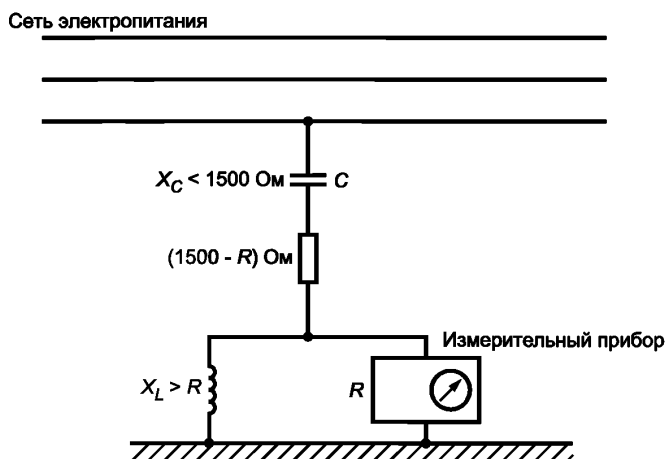 Сеть электропитания
X_C < 1500 Ом
C
(1500 - R) Ом
Измерительный прибор
X_L > R
R